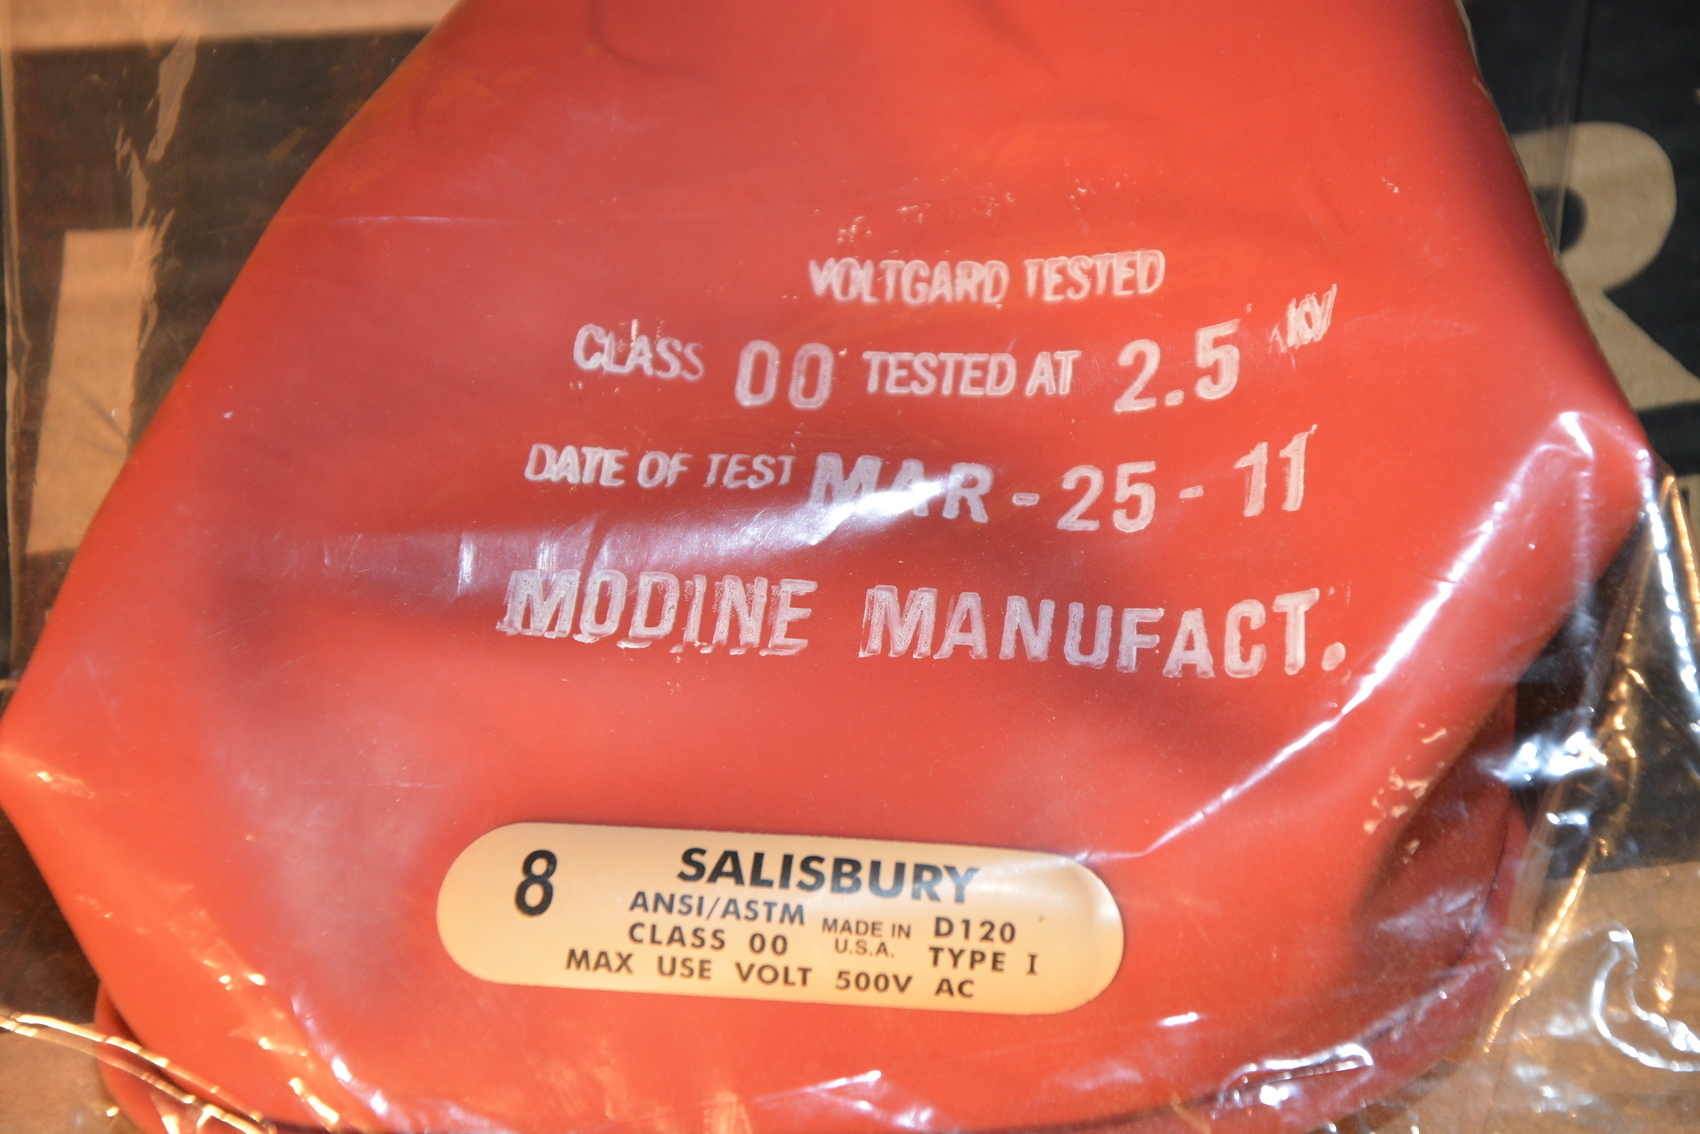 VOLTGARD TESTED
CLASS 00 TESTED AT 2.5 KV
DATE OF TEST MAR-25-11
MODINE MANUFACT.
8
SALISBURY
ANSI/ASTM MADE IN D120
CLASS 00 U.S.A. TYPE I
MAX USE VOLT 500V AC
R